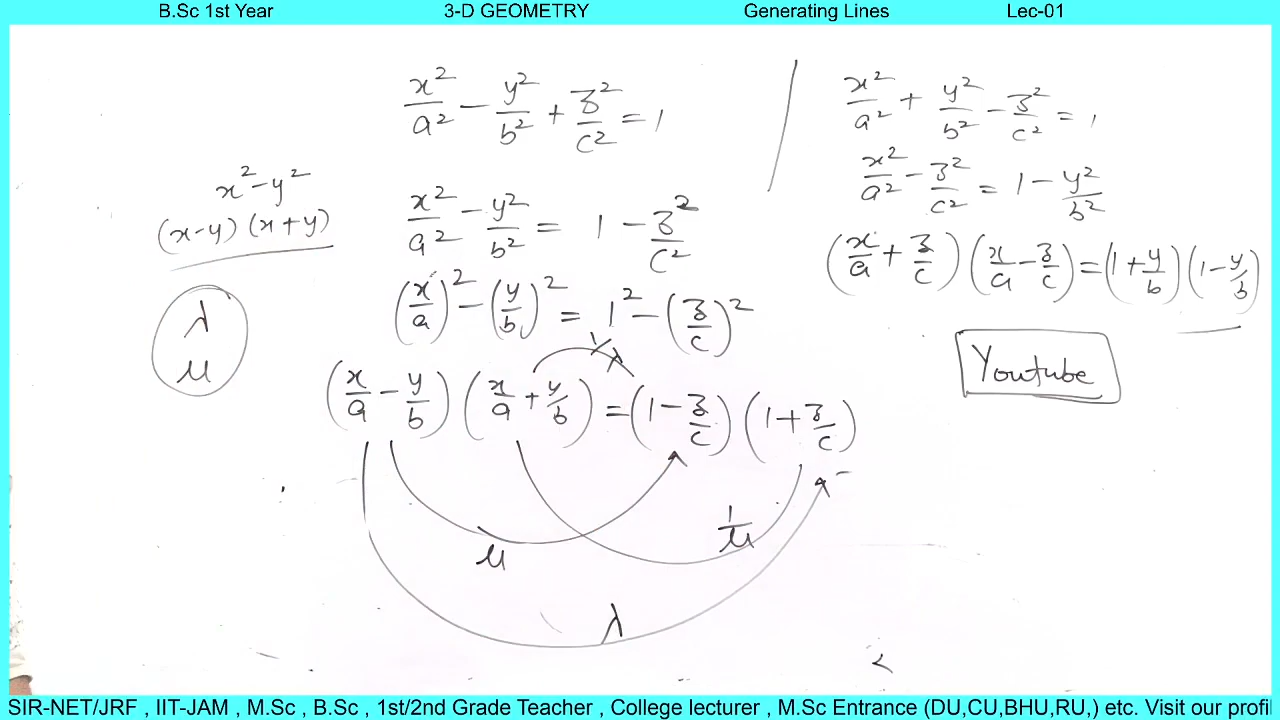 B.Sc 1st Year 3-D GEOMETRY Generating Lines Lec-01
x²/a² - y²/b² + z²/c² = 1
x² - y²
(x-y) (x+y)
x²/a² - y²/b² = 1 - z²/c²
(x/a)² - (y/b)² = 1² - (z/c)²
1/λ
(x/a - y/b) (x/a + y/b) = (1 - z/c) (1 + z/c)
λ
μ
μ
1/μ
λ
x²/a² + y²/b² - z²/c² = 1
x²/a² - z²/c² = 1 - y²/b²
(x/a + z/c) (x/a - z/c) = (1 + y/b) (1 - y/b)
Youtube
SIR-NET/JRF , IIT-JAM , M.Sc , B.Sc , 1st/2nd Grade Teacher , College lecturer , M.Sc Entrance (DU,CU,BHU,RU,) etc. Visit our profi